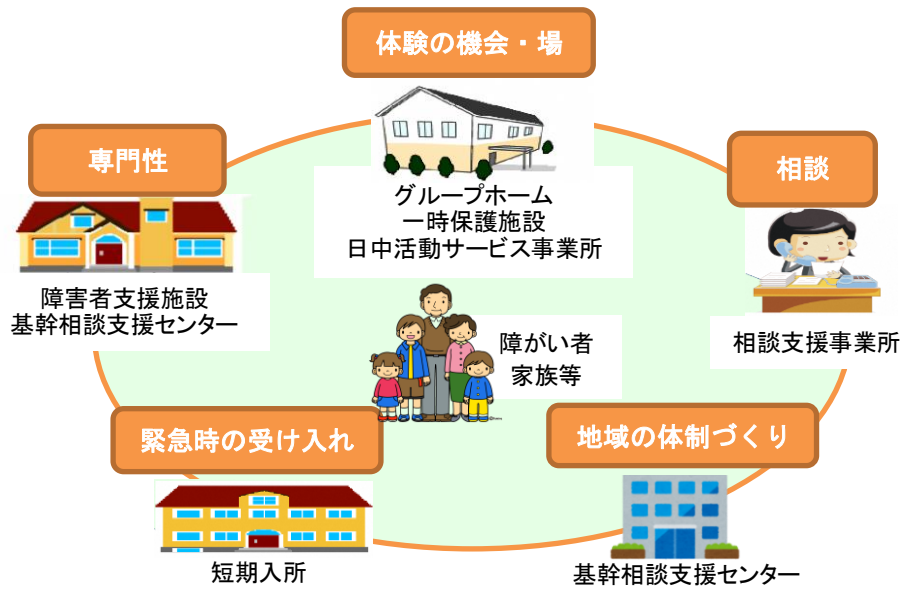 体験の機会・場
グループホーム
一時保護施設
日中活動サービス事業所
専門性
障害者支援施設
基幹相談支援センター
相談
相談支援事業所
障がい者
家族等
緊急時の受け入れ
短期入所
地域の体制づくり
基幹相談支援センター